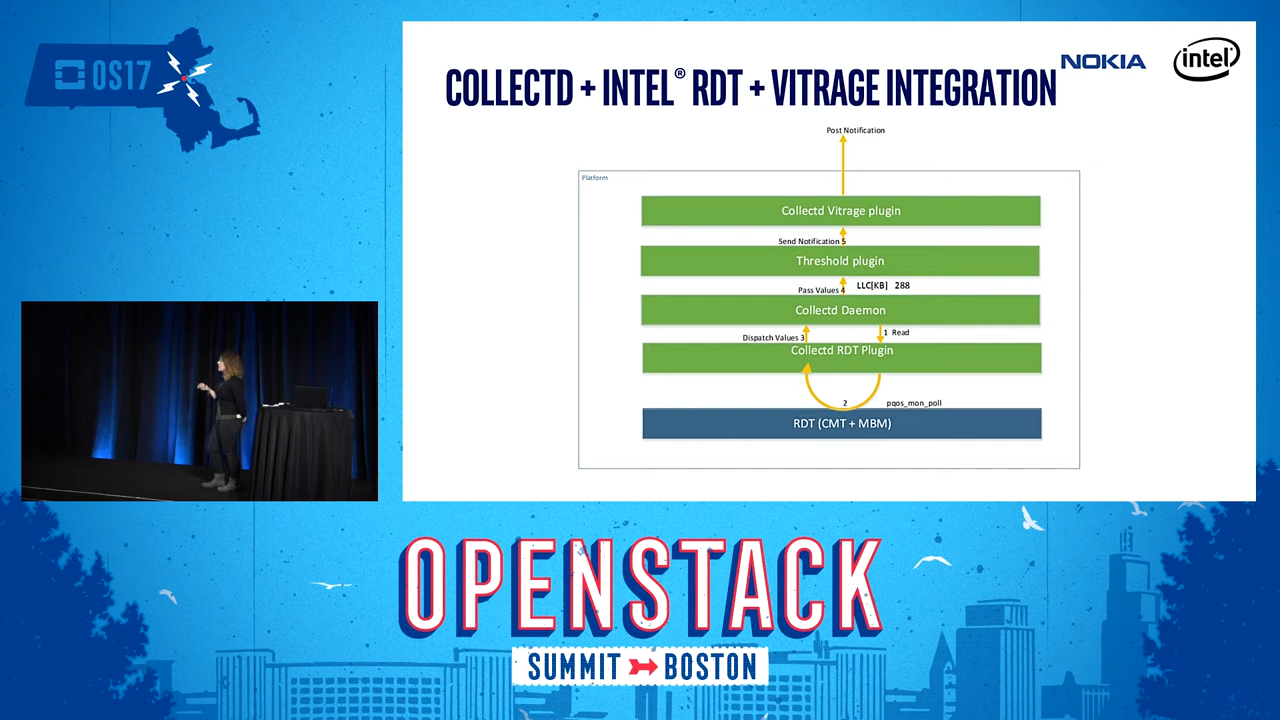 OS17
NOKIA
intel
COLLECTD + INTEL® RDT + VITRAGE INTEGRATION
Post Notification
Platform
Collectd Vitrage plugin
Send Notification 5
Threshold plugin
Pass Values 4 LLC[KB] 288
Collectd Daemon
Dispatch Values 3 1 Read
Collectd RDT Plugin
2 pqos_mon_poll
RDT (CMT + MBM)
OPENSTACK
SUMMIT BOSTON